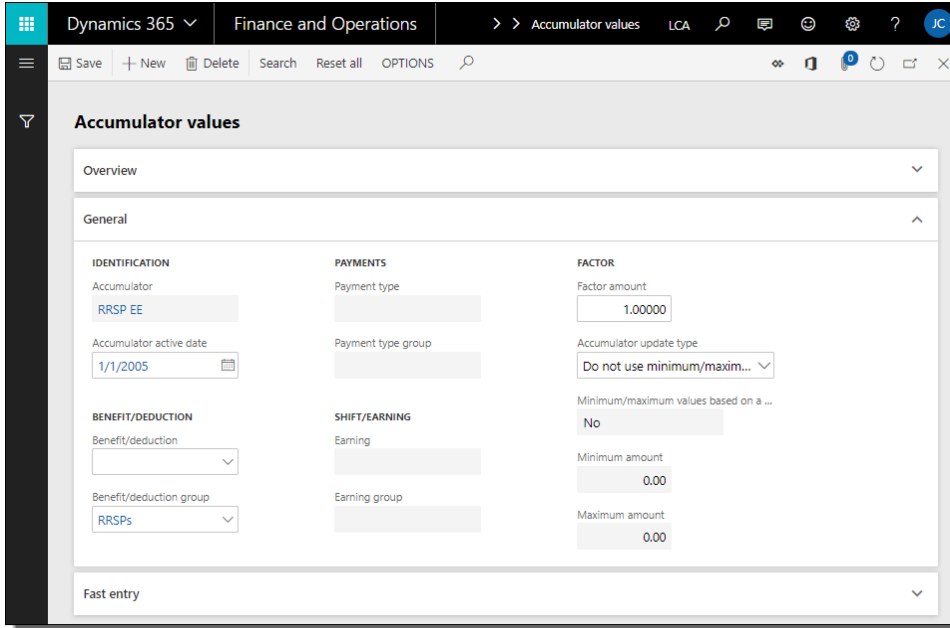 Dynamics 365
Finance and Operations
Accumulator values
LCA
?
JC
Save
New
Delete
Search
Reset all
OPTIONS
0
Accumulator values
Overview
General
IDENTIFICATION
Accumulator
RRSP EE
Accumulator active date
1/1/2005
BENEFIT/DEDUCTION
Benefit/deduction
Benefit/deduction group
RRSPs
PAYMENTS
Payment type
Payment type group
SHIFT/EARNING
Earning
Earning group
FACTOR
Factor amount
1.00000
Accumulator update type
Do not use minimum/maxim...
Minimum/maximum values based on a ...
No
Minimum amount
0.00
Maximum amount
0.00
Fast entry